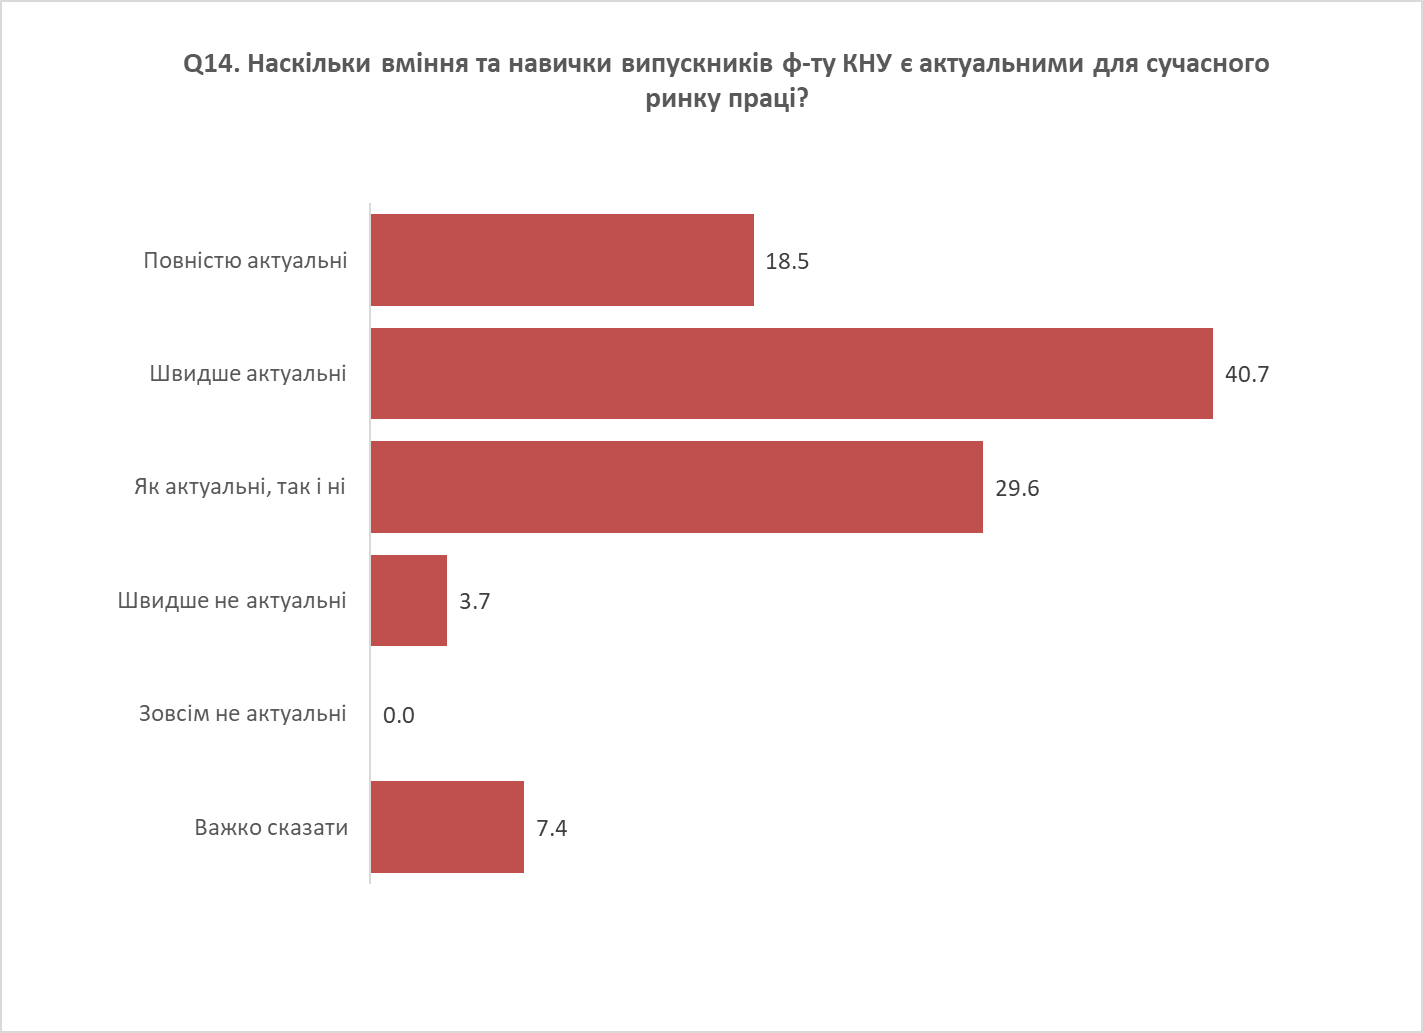 Q14. Наскільки вміння та навички випускників ф-ту КНУ є актуальними для сучасного
ринку праці?
Повністю актуальні 18.5
Швидше актуальні 40.7
Як актуальні, так і ні 29.6
Швидше не актуальні 3.7
Зовсім не актуальні 0.0
Важко сказати 7.4